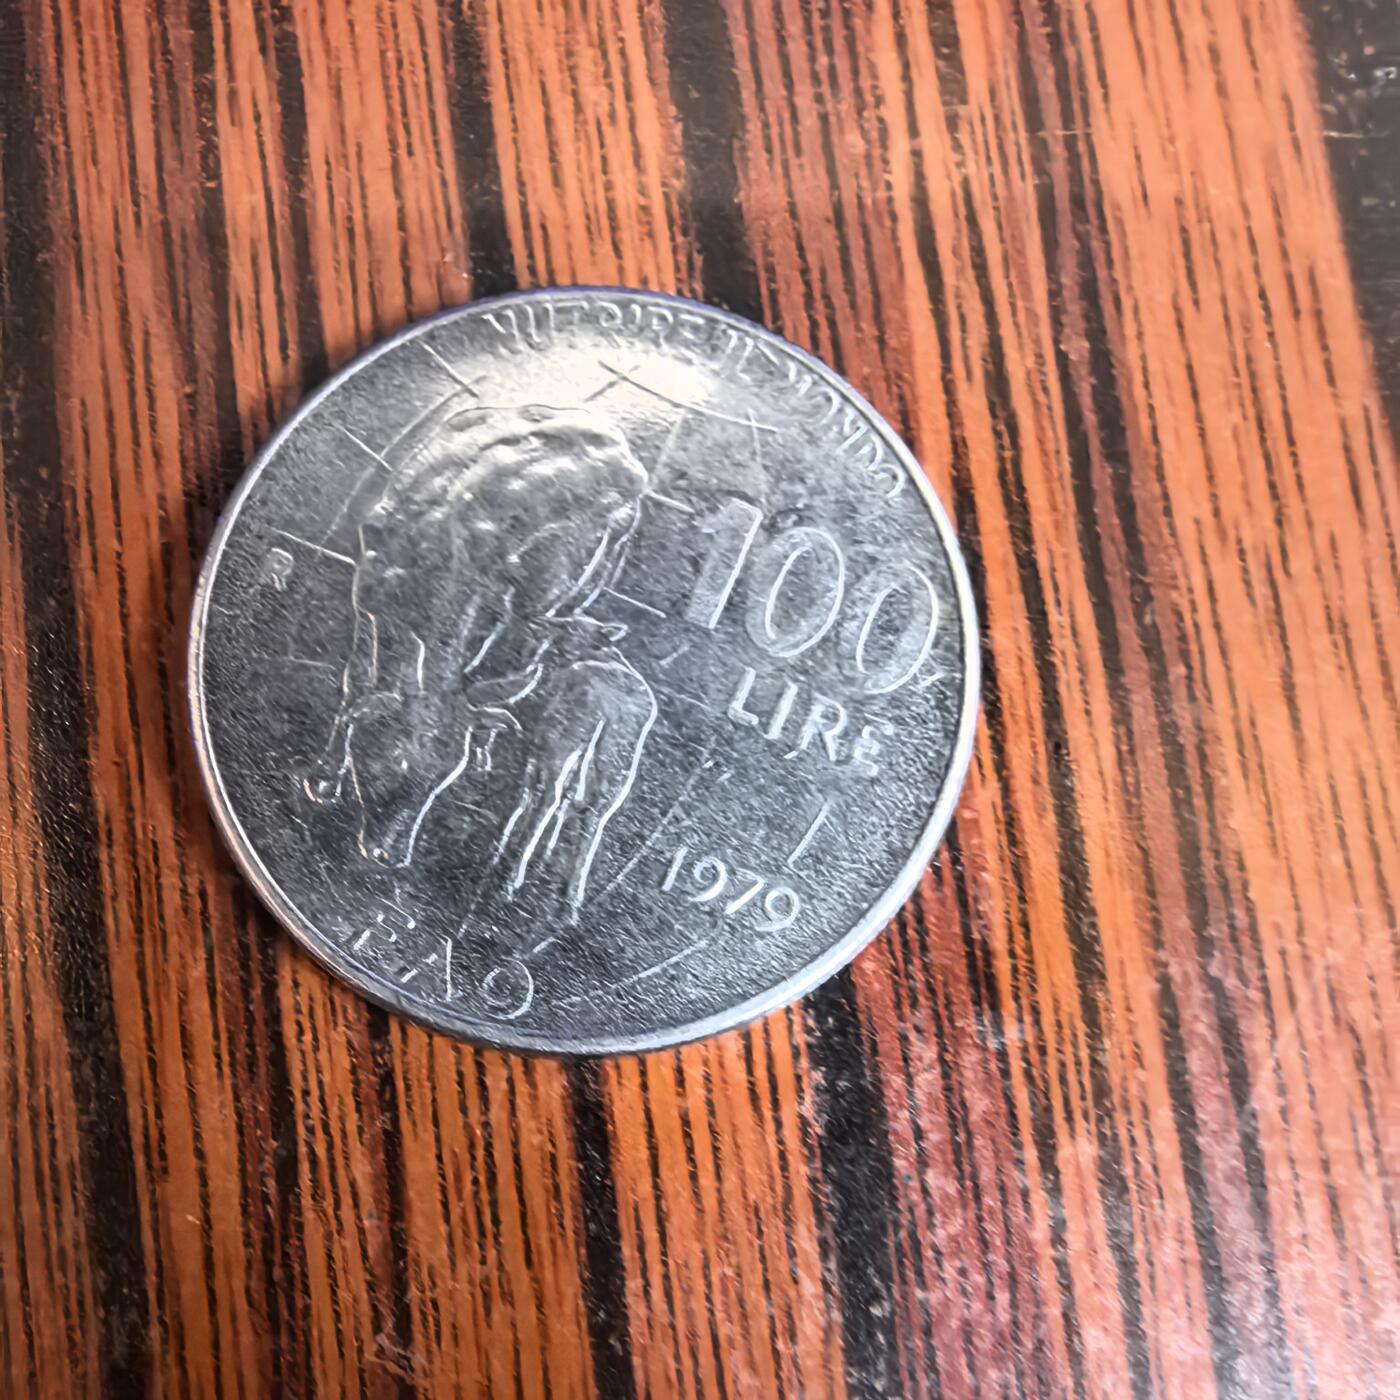 NUTRIRE IL MONDO
R
100
LIRE
1979
FAO